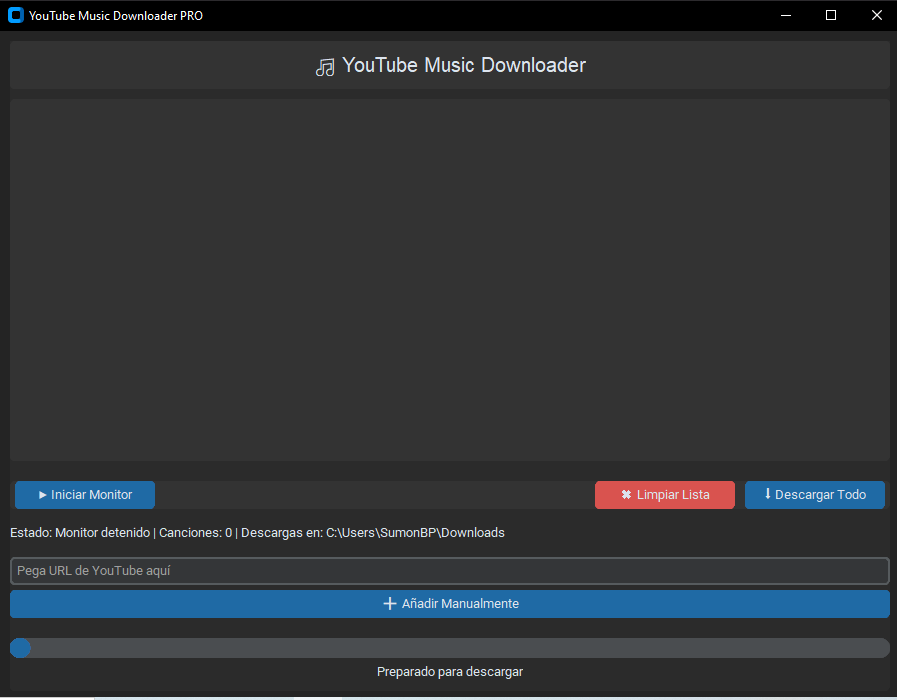 YouTube Music Downloader PRO
YouTube Music Downloader
Iniciar Monitor
Limpiar Lista
Descargar Todo
Estado: Monitor detenido | Canciones: 0 | Descargas en: C:\Users\SumonBP\Downloads
Pega URL de YouTube aquí
Añadir Manualmente
Preparado para descargar